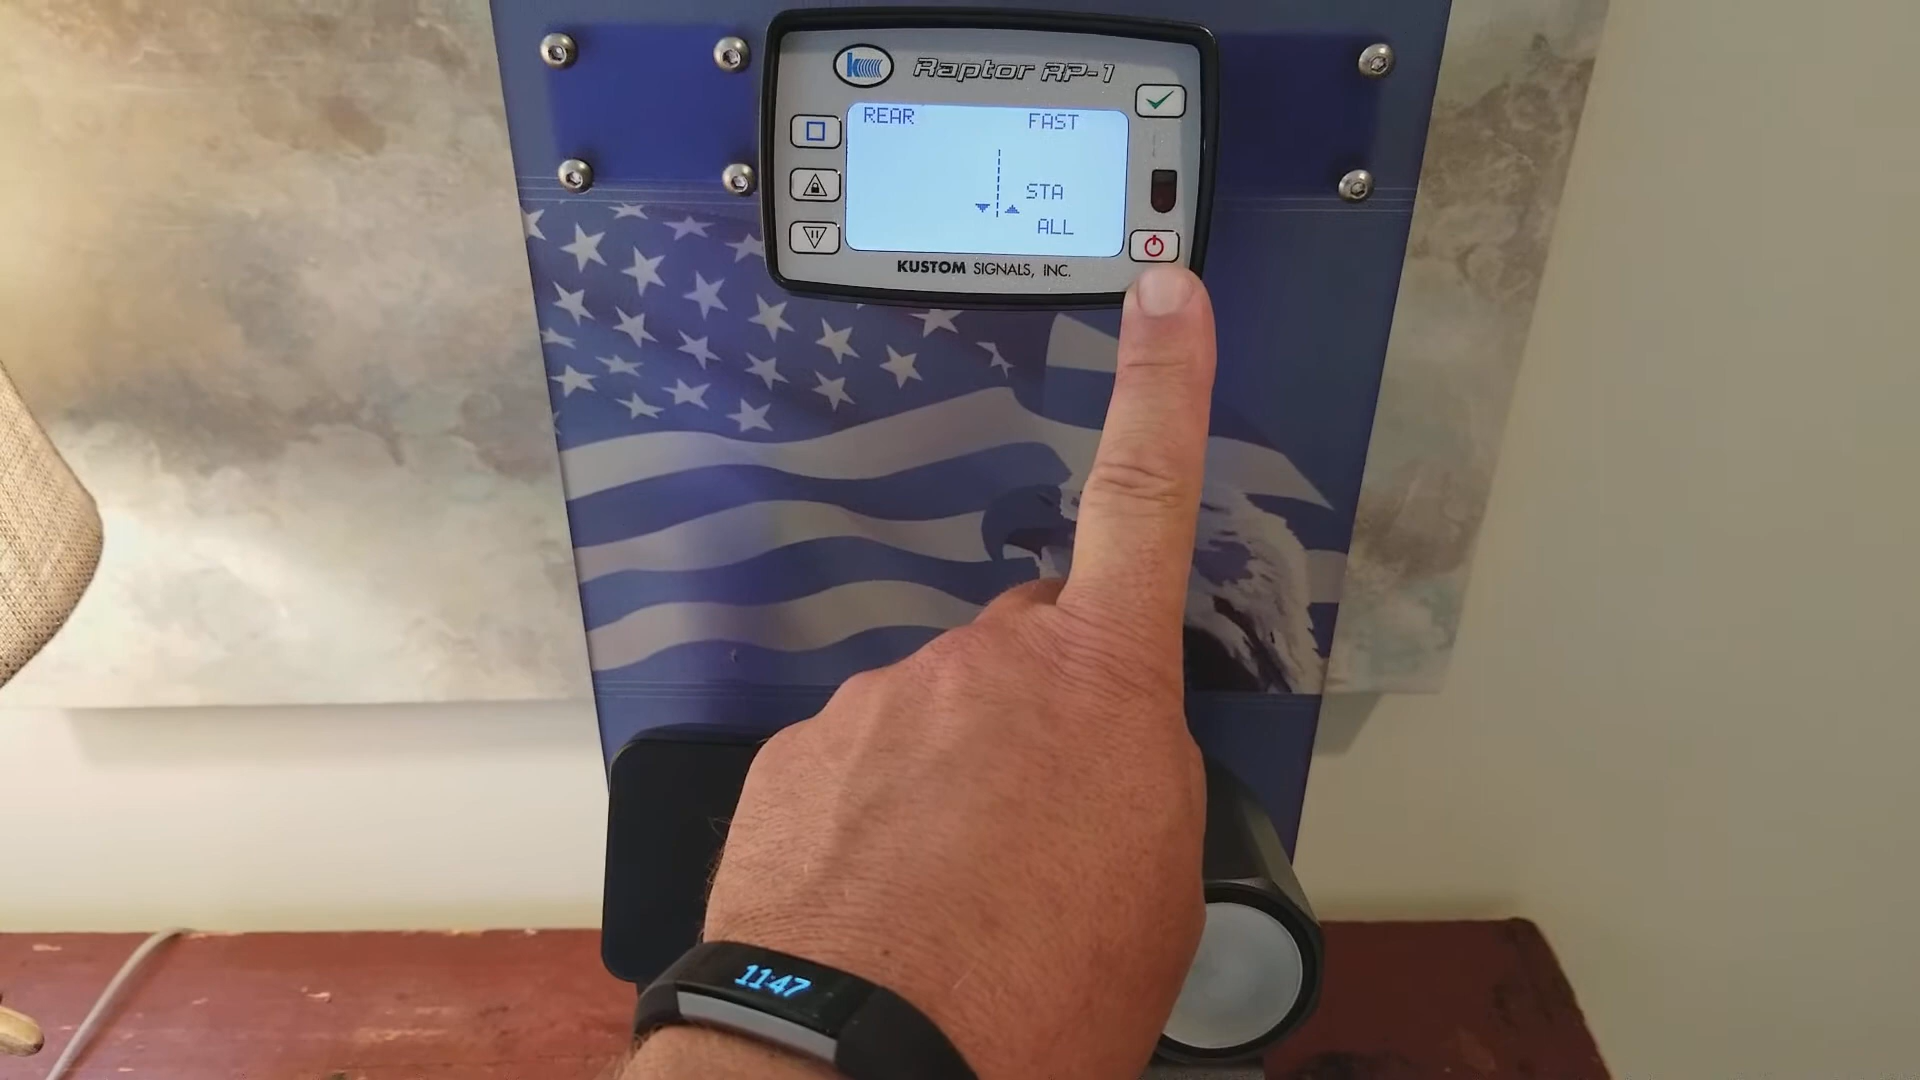 Raptor RP-1
REAR
FAST
STA
ALL
KUSTOM SIGNALS, INC.
11:47